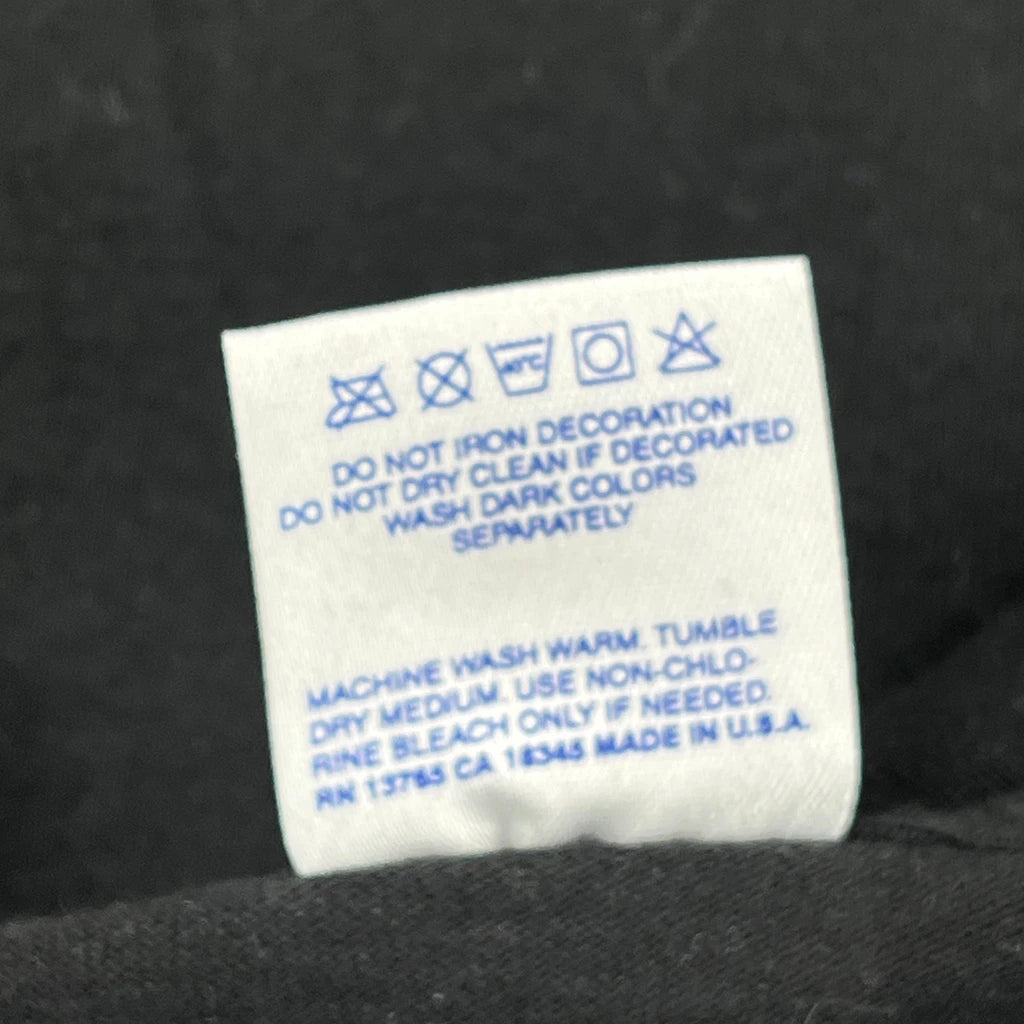 40°C
DO NOT IRON DECORATION
DO NOT DRY CLEAN IF DECORATED
WASH DARK COLORS
SEPARATELY
MACHINE WASH WARM. TUMBLE
DRY MEDIUM. USE NON-CHLO-
RINE BLEACH ONLY IF NEEDED.
RN 13765 CA 18345 MADE IN U.S.A.